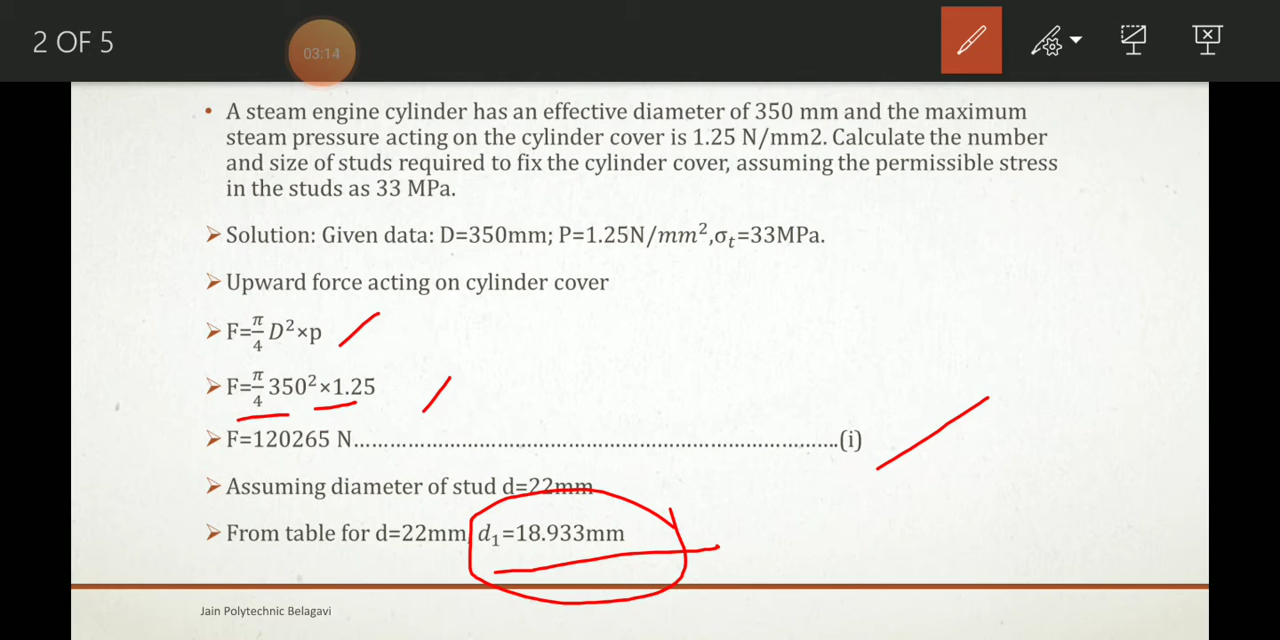 2 OF 5
03:14
• A steam engine cylinder has an effective diameter of 350 mm and the maximum
steam pressure acting on the cylinder cover is 1.25 N/mm2. Calculate the number
and size of studs required to fix the cylinder cover, assuming the permissible stress
in the studs as 33 MPa.
➢ Solution: Given data: D=350mm; P=1.25N/mm²,σₜ=33MPa.
➢ Upward force acting on cylinder cover
➢ F=π/4 D²×p
➢ F=π/4 350²×1.25
➢ F=120265 N……………………………………………………………………….(i)
➢ Assuming diameter of stud d=22mm
➢ From table for d=22mm, d₁=18.933mm
Jain Polytechnic Belagavi